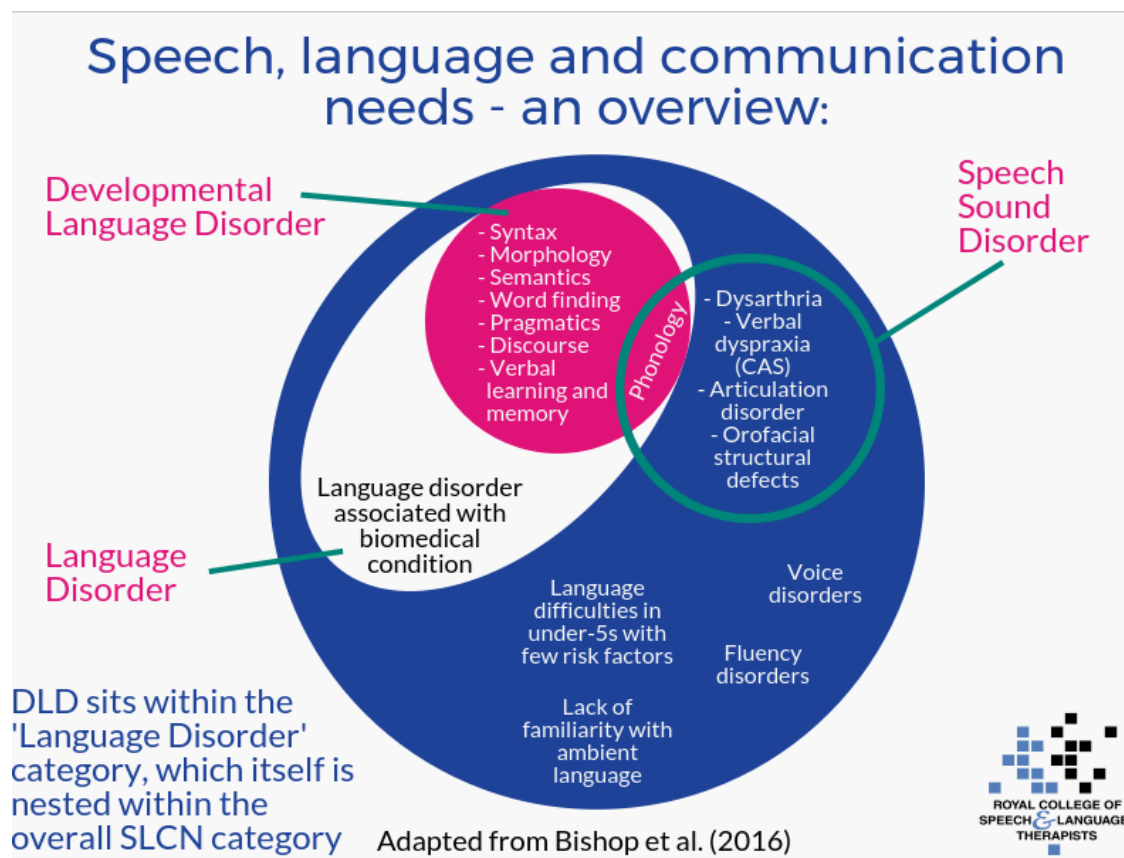 Speech, language and communication
needs - an overview:
Developmental
Language Disorder
Speech
Sound
Disorder
- Syntax
- Morphology
- Semantics
- Word finding
- Pragmatics
- Discourse
- Verbal
learning and
memory
Phonology
- Dysarthria
- Verbal
dyspraxia
(CAS)
- Articulation
disorder
- Orofacial
structural
defects
Language disorder
associated with
biomedical
condition
Language
Disorder
Language
difficulties in
under-5s with
few risk factors
Voice
disorders
Fluency
disorders
Lack of
familiarity with
ambient
language
DLD sits within the
'Language Disorder'
category, which itself is
nested within the
overall SLCN category
Adapted from Bishop et al. (2016)
ROYAL COLLEGE OF
SPEECH & LANGUAGE
THERAPISTS